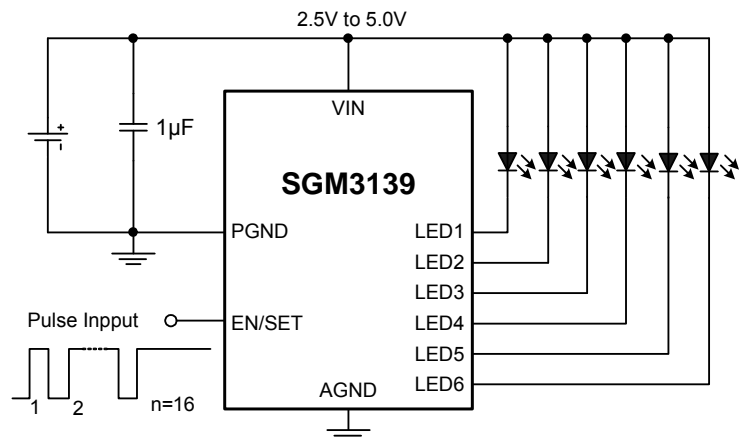 2.5V to 5.0V
VIN
1µF
SGM3139
PGND
LED1
LED2
LED3
Pulse Inpput
EN/SET
LED4
LED5
AGND
LED6
1
2
n=16